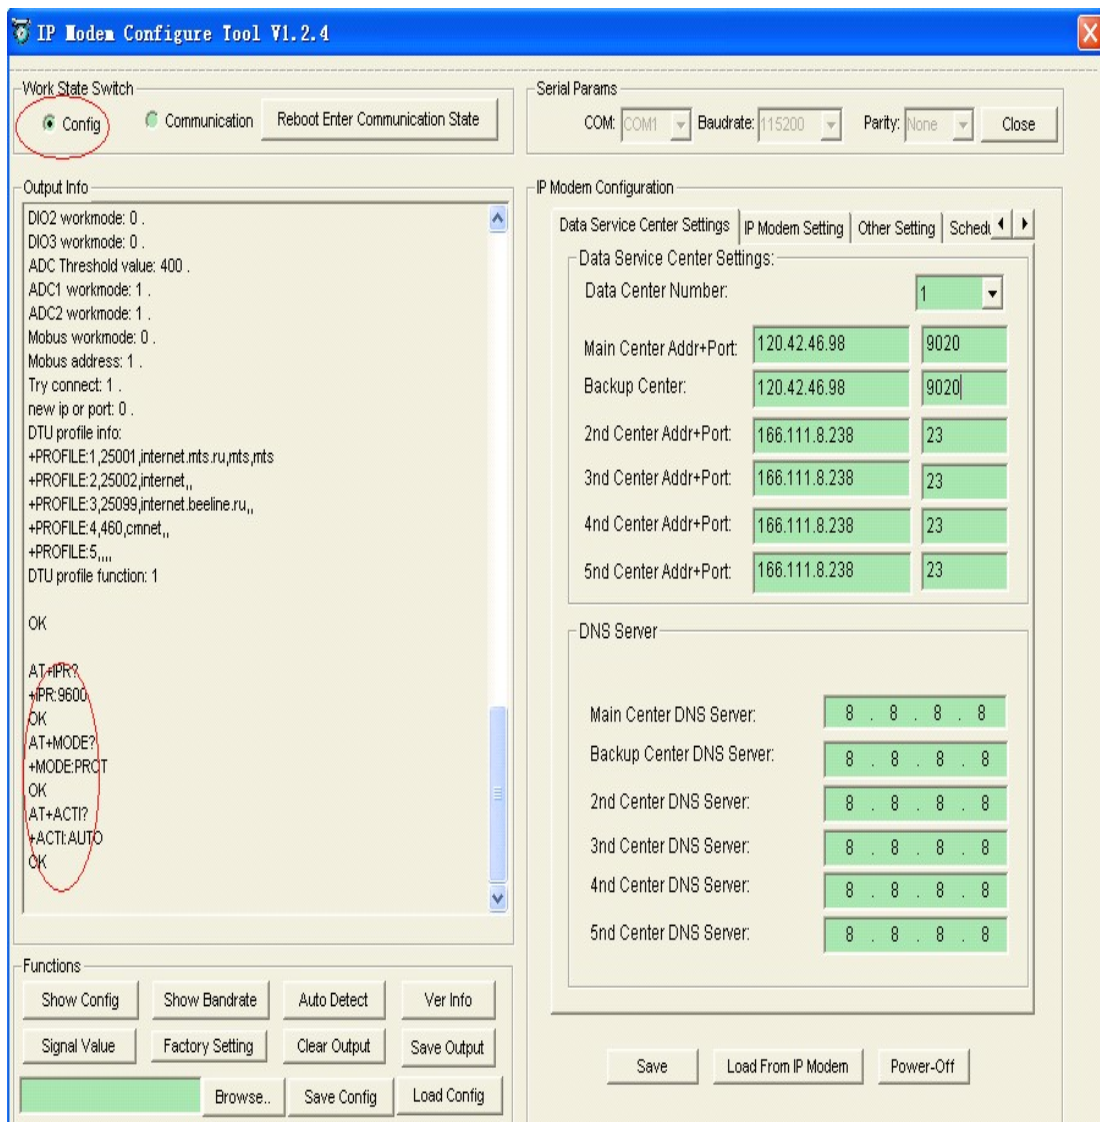 IP Modem Configure Tool V1.2.4
Work State Switch
Config
Communication
Reboot Enter Communication State
Serial Params
COM: COM1
Baudrate: 115200
Parity: None
Close
Output Info
DIO2 workmode: 0 .
DIO3 workmode: 0 .
ADC Threshold value: 400 .
ADC1 workmode: 1 .
ADC2 workmode: 1 .
Mobus workmode: 0 .
Mobus address: 1 .
Try connect: 1 .
new ip or port: 0 .
DTU profile info:
+PROFILE:1,25001,internet.mts.ru,mts,mts
+PROFILE:2,25002,internet,,
+PROFILE:3,25099,internet.beeline.ru,,
+PROFILE:4,460,cmnet,,
+PROFILE:5,,,,
DTU profile function: 1
OK
AT+IPR?
+IPR:9600
OK
AT+MODE?
+MODE:PROT
OK
AT+ACTI?
+ACTI:AUTO
OK
Functions
Show Config
Show Bandrate
Auto Detect
Ver Info
Signal Value
Factory Setting
Clear Output
Save Output
Browse..
Save Config
Load Config
IP Modem Configuration
Data Service Center Settings
IP Modem Setting
Other Setting
Data Service Center Settings:
Data Center Number: 1
Main Center Addr+Port: 120.42.46.98 9020
Backup Center: 120.42.46.98 9020
2nd Center Addr+Port: 166.111.8.238 23
3nd Center Addr+Port: 166.111.8.238 23
4nd Center Addr+Port: 166.111.8.238 23
5nd Center Addr+Port: 166.111.8.238 23
DNS Server
Main Center DNS Server: 8 . 8 . 8 . 8
Backup Center DNS Server: 8 . 8 . 8 . 8
2nd Center DNS Server: 8 . 8 . 8 . 8
3nd Center DNS Server: 8 . 8 . 8 . 8
4nd Center DNS Server: 8 . 8 . 8 . 8
5nd Center DNS Server: 8 . 8 . 8 . 8
Save
Load From IP Modem
Power-Off